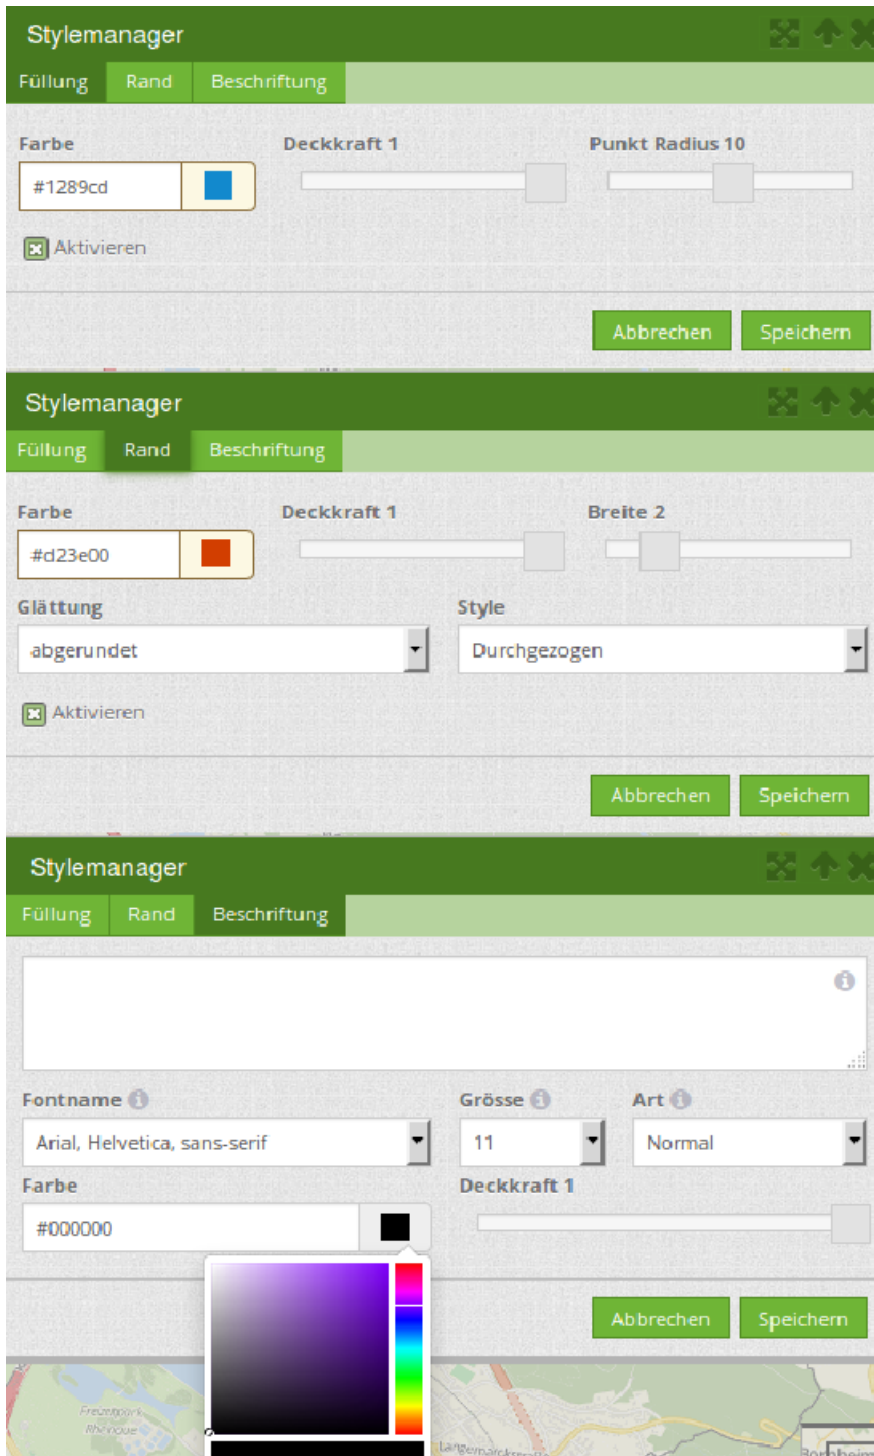 Stylemanager
Füllung Rand Beschriftung
Farbe Deckkraft 1 Punkt Radius 10
#1289cd
Aktivieren
Abbrechen Speichern
Stylemanager
Füllung Rand Beschriftung
Farbe Deckkraft 1 Breite 2
#d23e00
Glättung Style
abgerundet Durchgezogen
Aktivieren
Abbrechen Speichern
Stylemanager
Füllung Rand Beschriftung
Fontname Grösse Art
Arial, Helvetica, sans-serif 11 Normal
Farbe Deckkraft 1
#000000
Abbrechen Speichern
Freizeitpark
Rheinaue